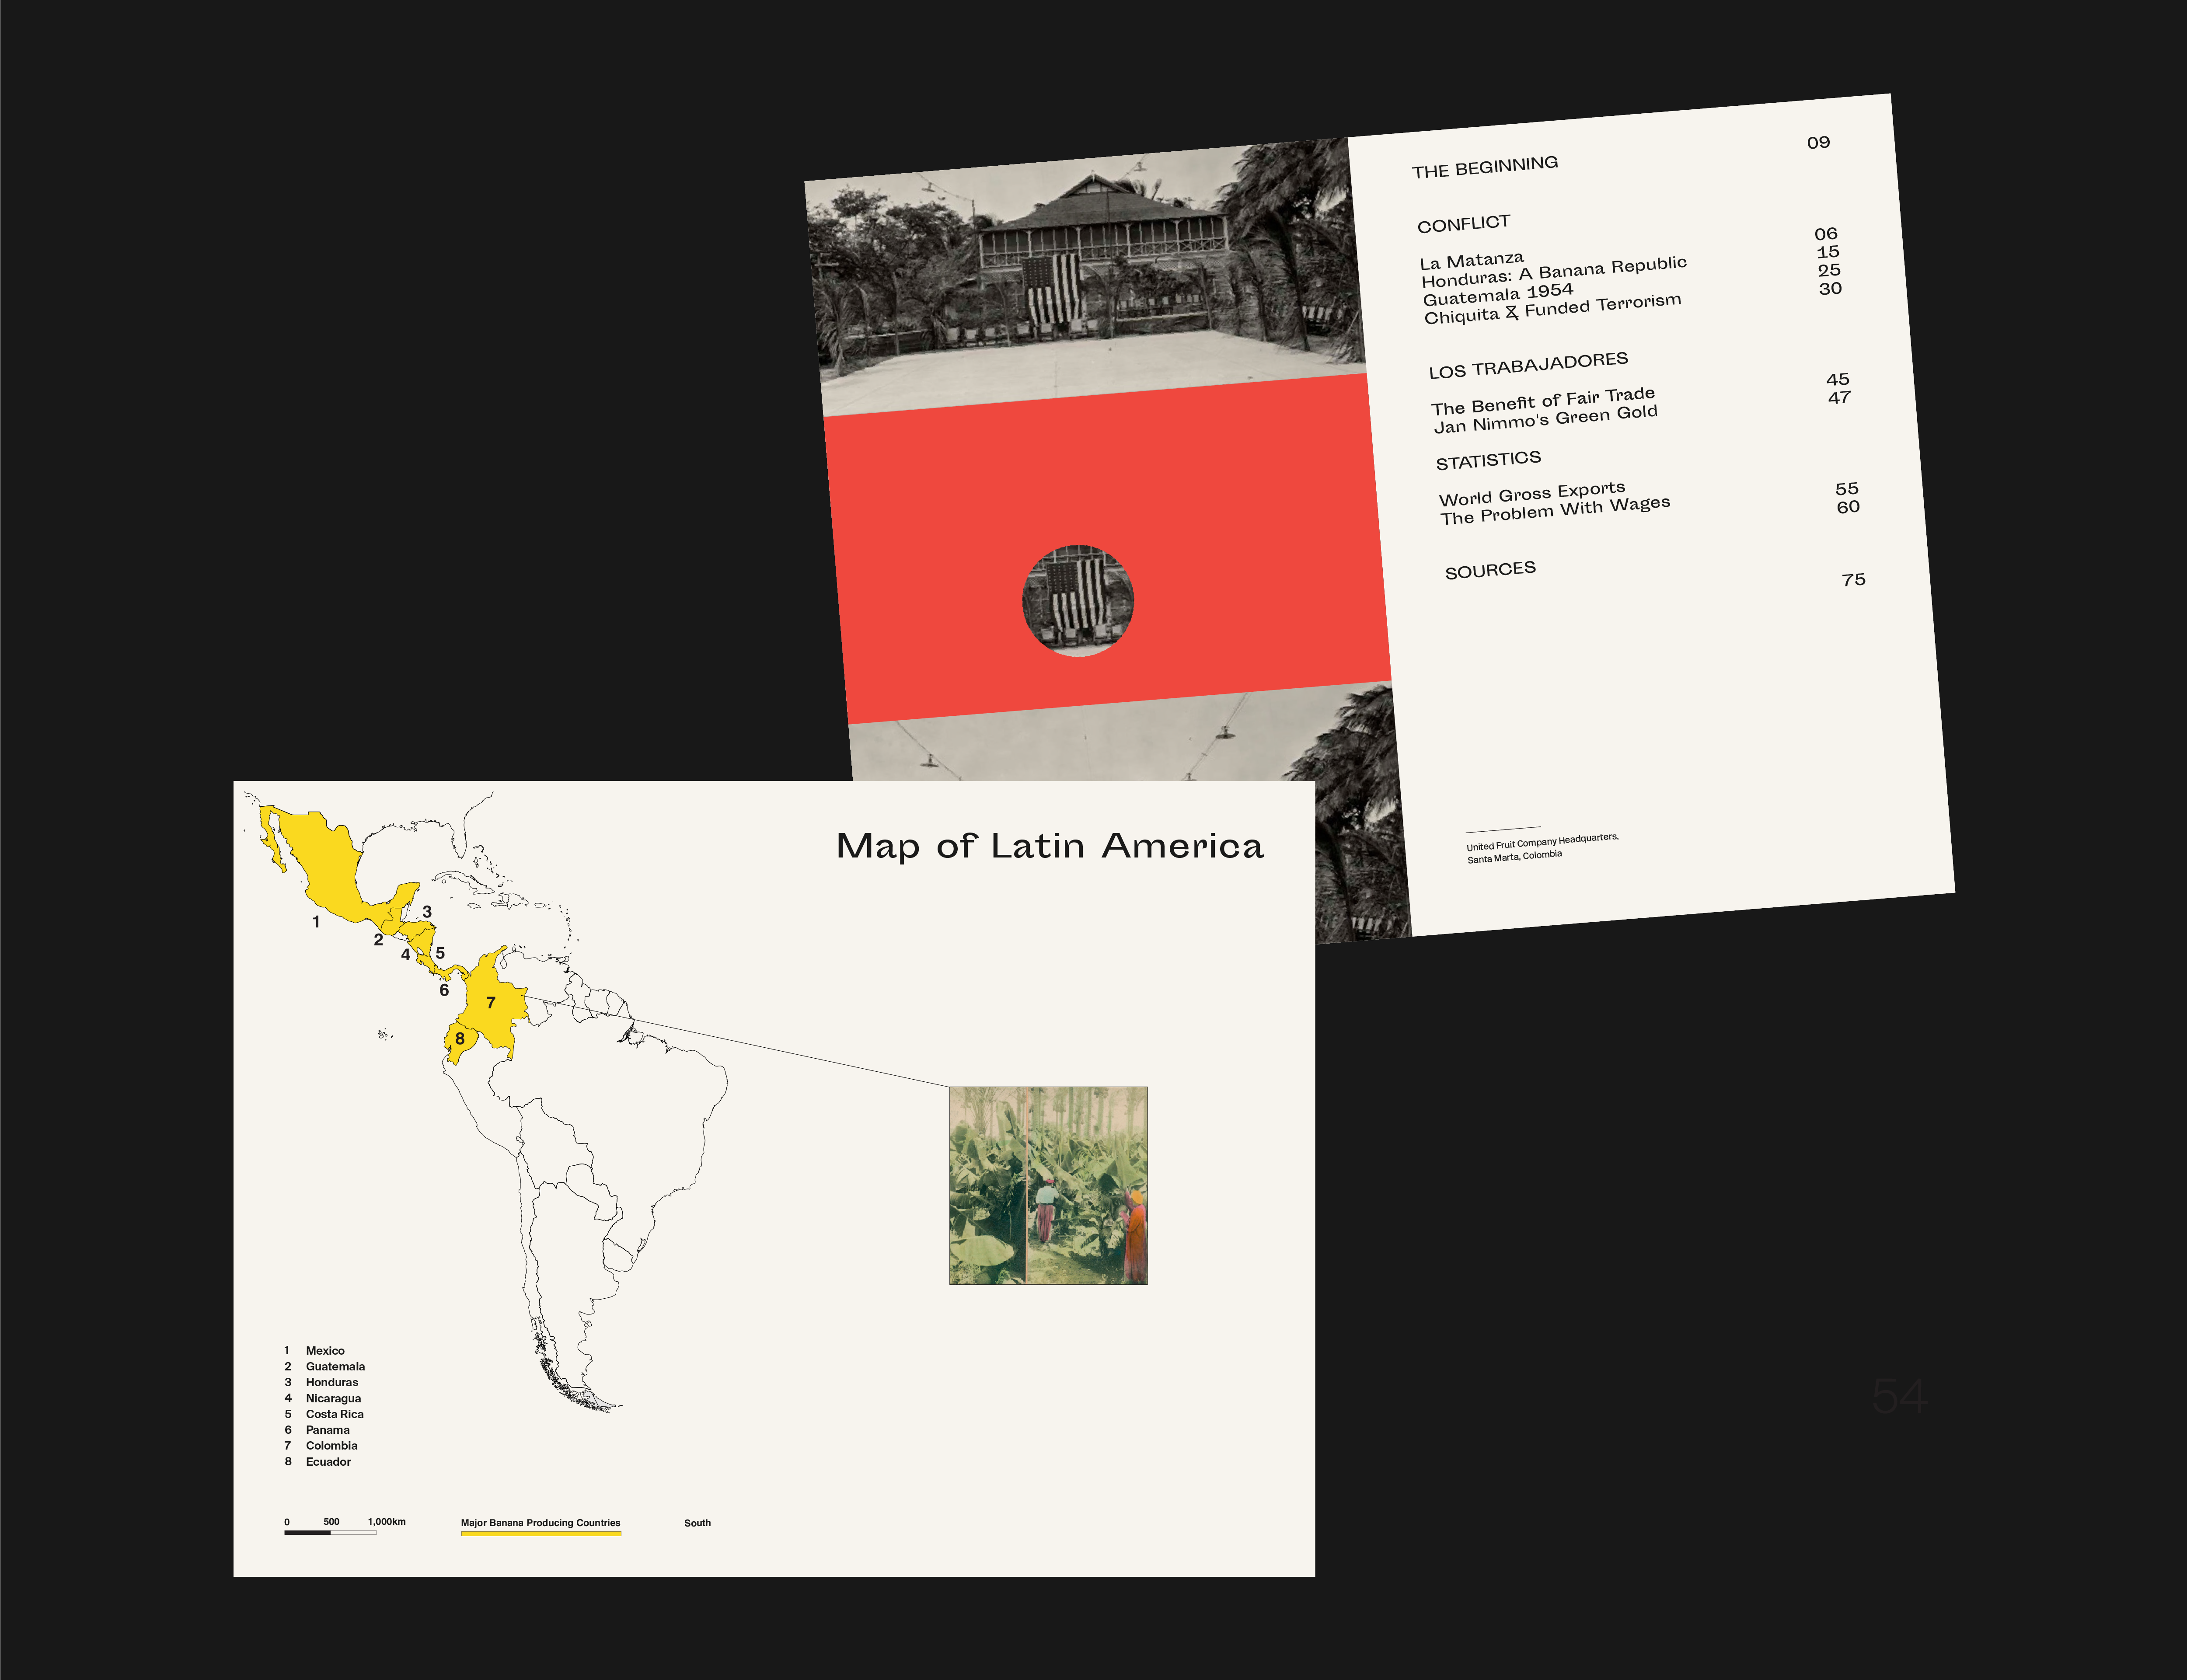 THE BEGINNING 09
CONFLICT
La Matanza 06
Honduras: A Banana Republic 15
Guatemala 1954 25
Chiquita & Funded Terrorism 30
LOS TRABAJADORES
The Benefit of Fair Trade 45
Jan Nimmo's Green Gold 47
STATISTICS
World Gross Exports 55
The Problem With Wages 60
SOURCES 75
United Fruit Company Headquarters,
Santa Marta, Colombia
Map of Latin America
1
2
3
4
5
6
7
8
1 Mexico
2 Guatemala
3 Honduras
4 Nicaragua
5 Costa Rica
6 Panama
7 Colombia
8 Ecuador
0 500 1,000km
Major Banana Producing Countries
South
54